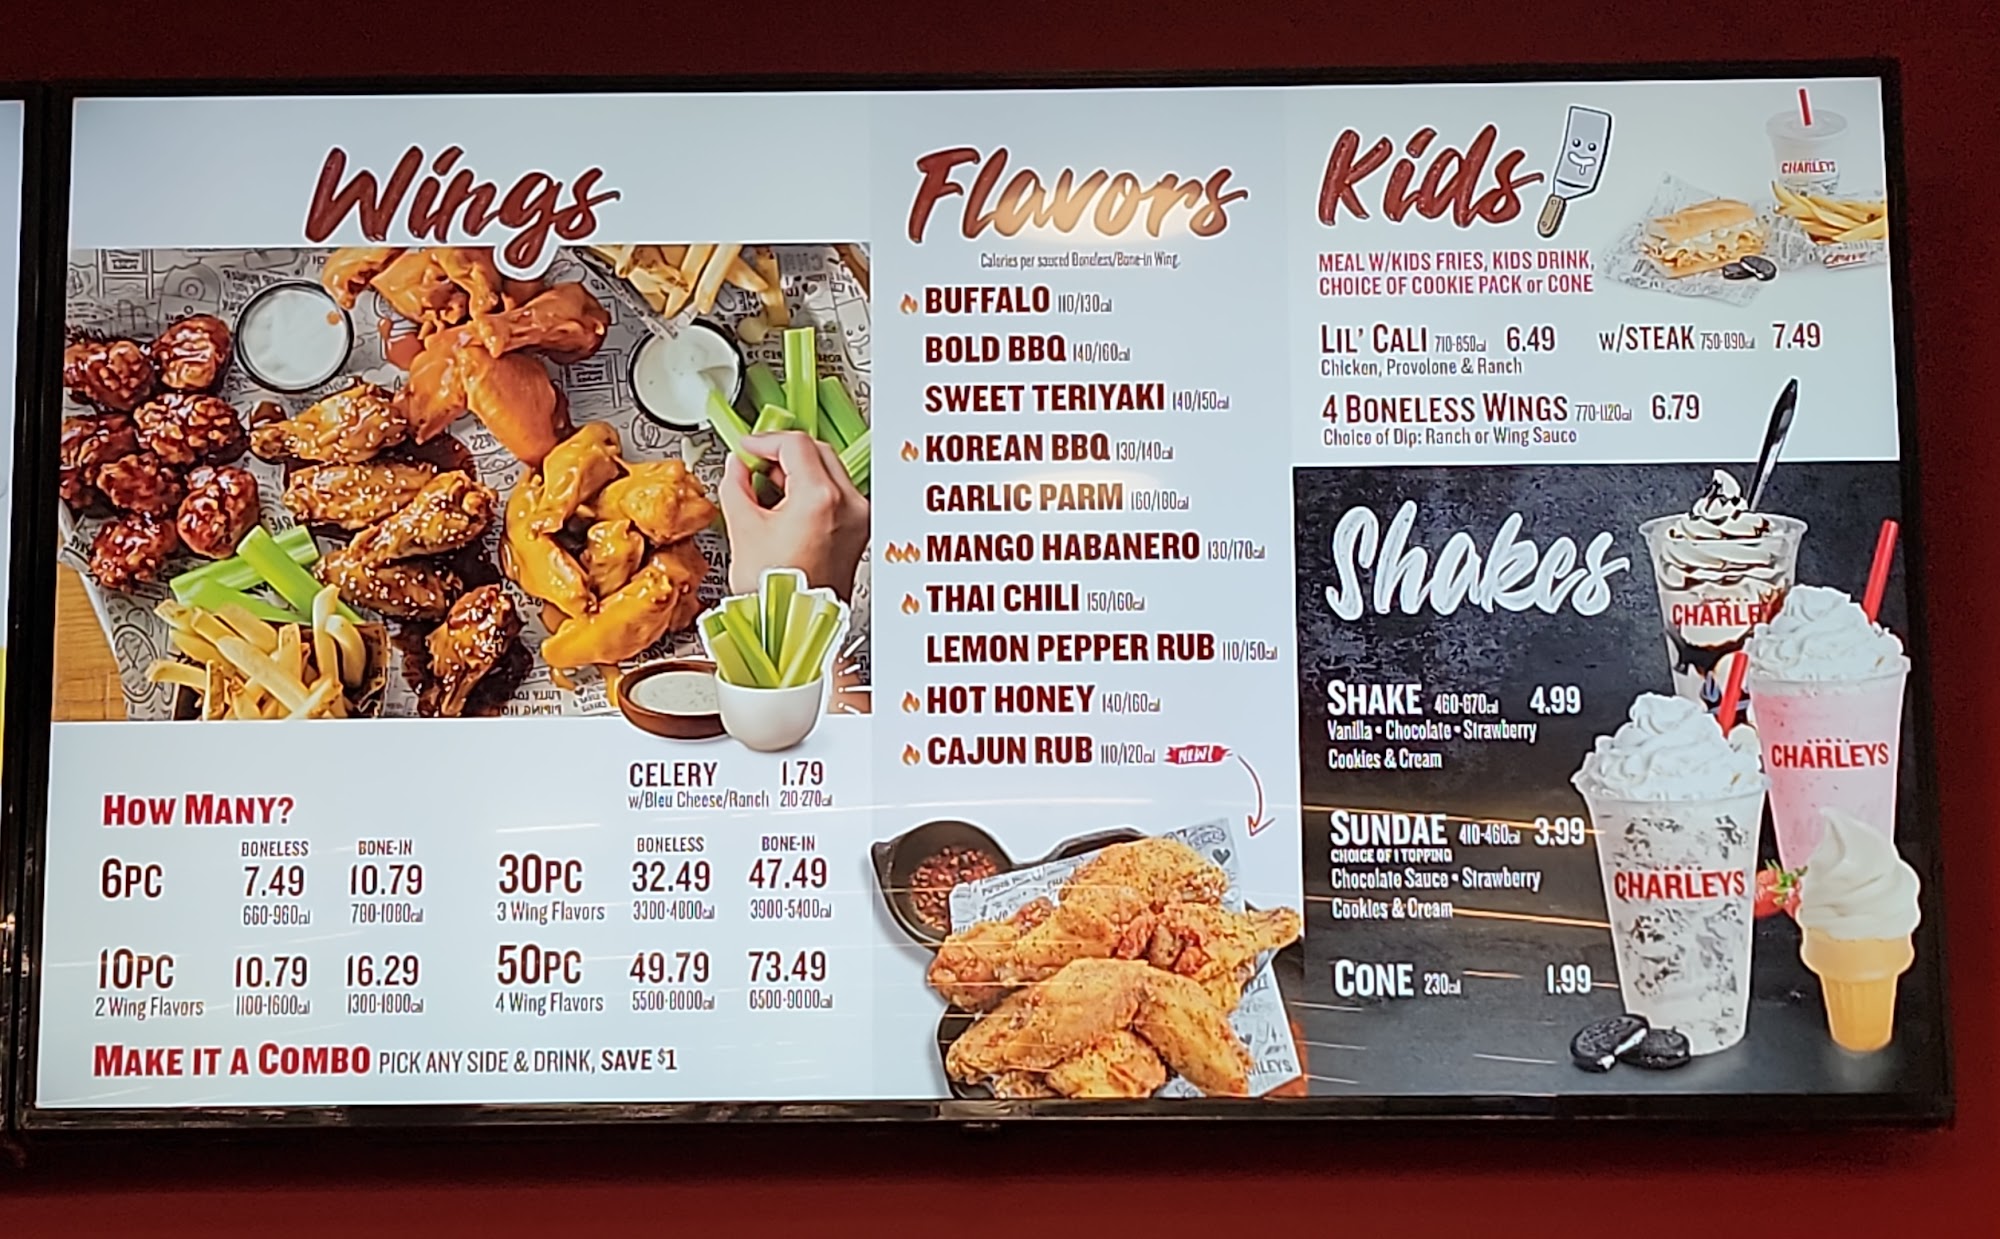 Wings
CELERY 1.79
w/Bleu Cheese/Ranch 210-270cal
HOW MANY?
BONELESS BONE-IN
6PC 7.49 10.79
660-960cal 780-1080cal
10PC 10.79 16.29
2 Wing Flavors 1100-1600cal 1300-1800cal
BONELESS BONE-IN
30PC 32.49 47.49
3 Wing Flavors 3300-4800cal 3900-5400cal
50PC 49.79 73.49
4 Wing Flavors 5500-8000cal 6500-9000cal
MAKE IT A COMBO PICK ANY SIDE & DRINK, SAVE $1
Flavors
Calories per sauced Boneless/Bone-In Wing.
BUFFALO 110/130cal
BOLD BBQ 140/160cal
SWEET TERIYAKI 140/150cal
KOREAN BBQ 130/140cal
GARLIC PARM 160/180cal
MANGO HABANERO 130/170cal
THAI CHILI 150/160cal
LEMON PEPPER RUB 110/150cal
HOT HONEY 140/160cal
CAJUN RUB 110/120cal NEW!
Kids
CHARLEYS
MEAL W/KIDS FRIES, KIDS DRINK,
CHOICE OF COOKIE PACK or CONE
LIL' CALI 710-850cal 6.49 w/STEAK 750-890cal 7.49
Chicken, Provolone & Ranch
4 BONELESS WINGS 770-1120cal 6.79
Choice of Dip: Ranch or Wing Sauce
Shakes
SHAKE 460-670cal 4.99
Vanilla • Chocolate • Strawberry
Cookies & Cream
SUNDAE 410-460cal 3.99
CHOICE OF 1 TOPPING
Chocolate Sauce • Strawberry
Cookies & Cream
CONE 230cal 1.99
CHARLE
CHARLEYS
CHARLEYS